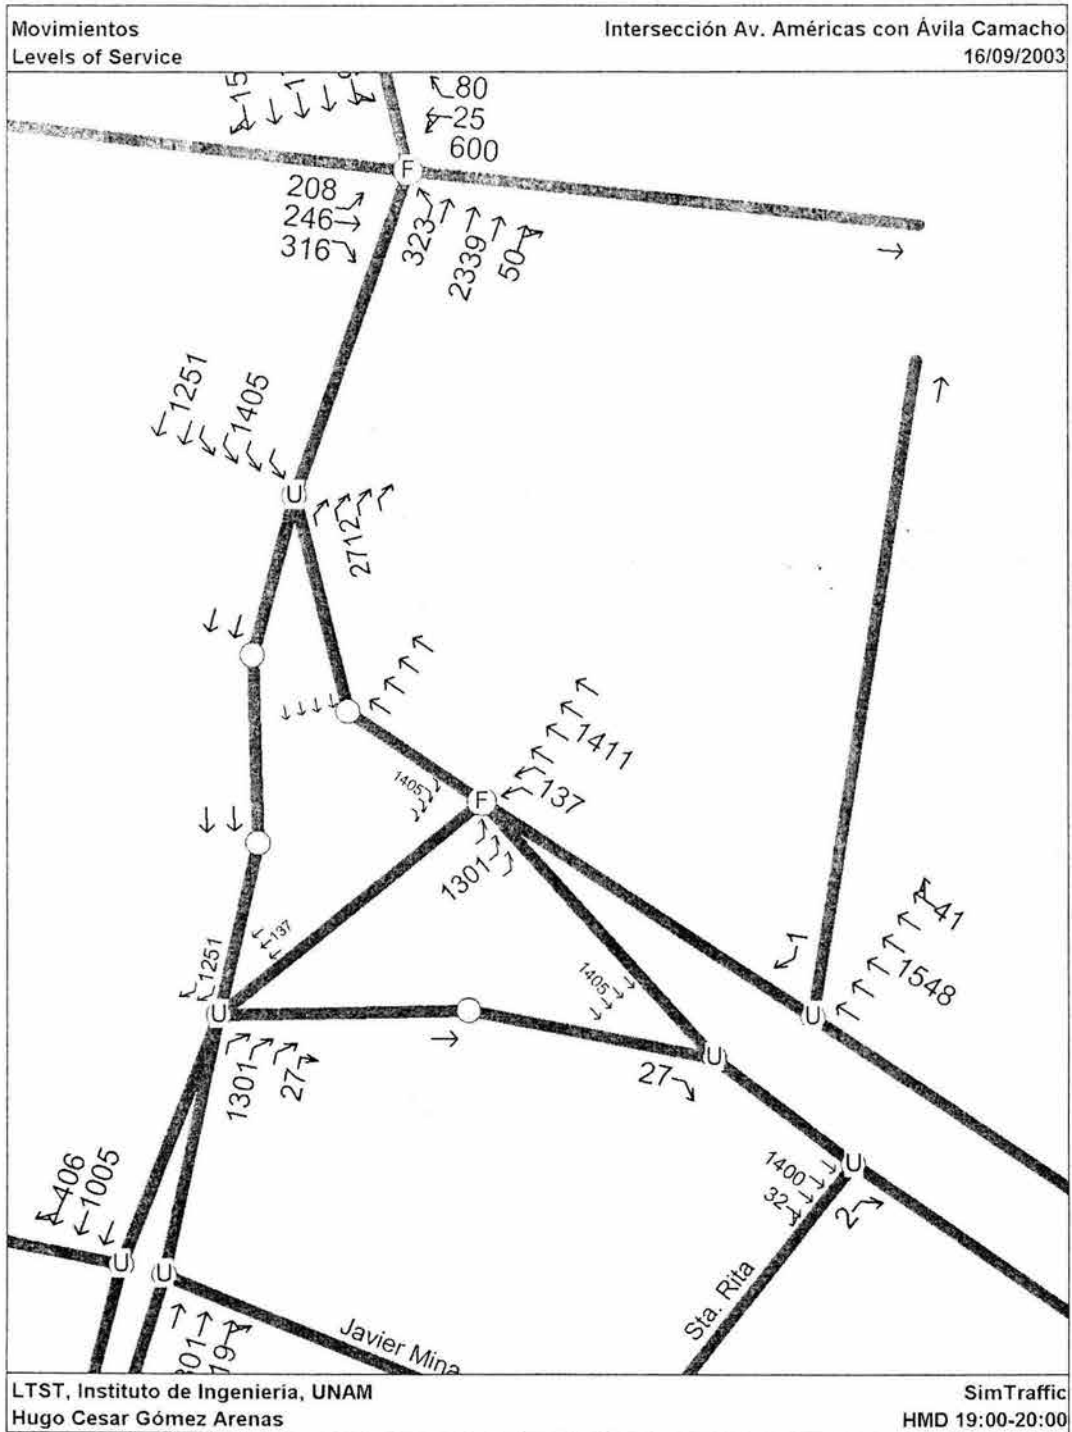 Movimientos
Levels of Service
Intersección Av. Américas con Ávila Camacho
16/09/2003
80
25
600
F
208
246
316
323
2339
50
1251
1405
U
2712
1405
1411
137
F
1301
137
1251
1405
1
41
1548
U
U
1301
27
U
27
406
1005
1400
32
U
2
U
U
Sta. Rita
Javier Mina
LTST, Instituto de Ingeniería, UNAM
Hugo Cesar Gómez Arenas
SimTraffic
HMD 19:00-20:00